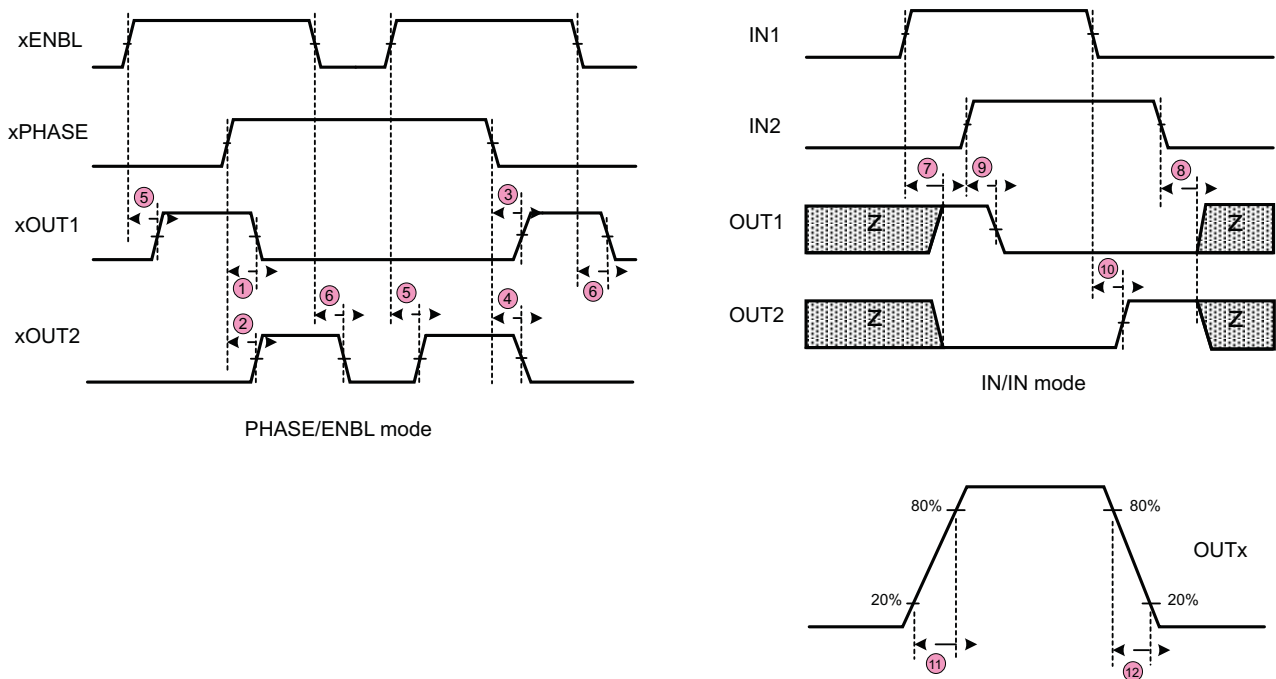 xENBL
xPHASE
5
3
xOUT1
1
6
5
4
6
2
xOUT2
PHASE/ENBL mode
IN1
IN2
7
9
8
OUT1
Z
Z
10
OUT2
Z
Z
IN/IN mode
80%
80%
OUTx
20%
20%
11
12